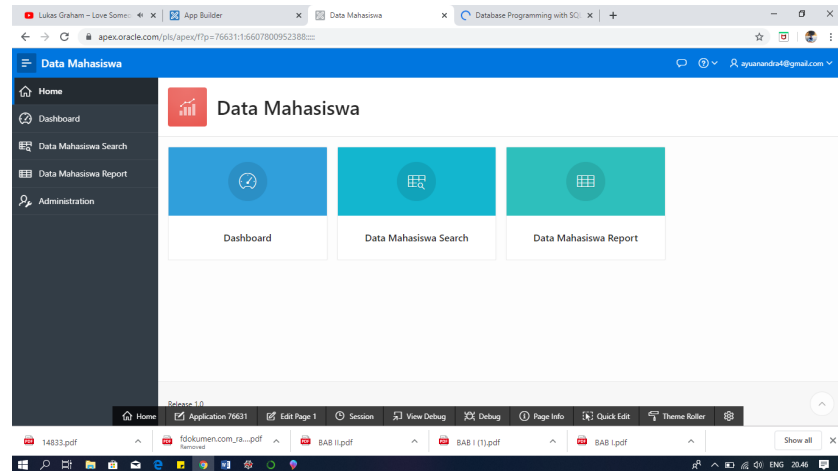 Lukas Graham – Love Some
App Builder
Data Mahasiswa
Database Programming with SQ
apex.oracle.com/pls/apex/f?p=76631:1:6607800952388:::::
Data Mahasiswa
ayuanandra4@gmail.com
Home
Dashboard
Data Mahasiswa Search
Data Mahasiswa Report
Administration
Data Mahasiswa
Dashboard
Data Mahasiswa Search
Data Mahasiswa Report
Release 1.0
Home
Application 76631
Edit Page 1
Session
View Debug
Debug
Page Info
Quick Edit
Theme Roller
14833.pdf
fdokumen.com_ra....pdf
Removed
BAB II.pdf
BAB I (1).pdf
BAB I.pdf
Show all
ENG
20.46